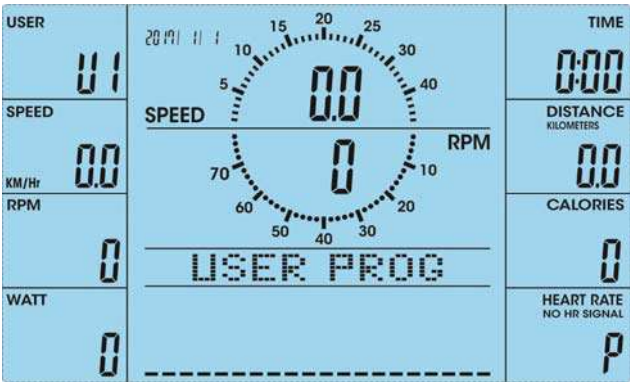 USER
U1
SPEED
0.0
KM/Hr
RPM
0
WATT
0
2017 1 1
5 10 15 20 25 30 40
0.0
SPEED
RPM
0
70 60 50 40 30 20 10
USER PROG
TIME
0:00
DISTANCE
KILOMETERS
0.0
CALORIES
0
HEART RATE
NO HR SIGNAL
P